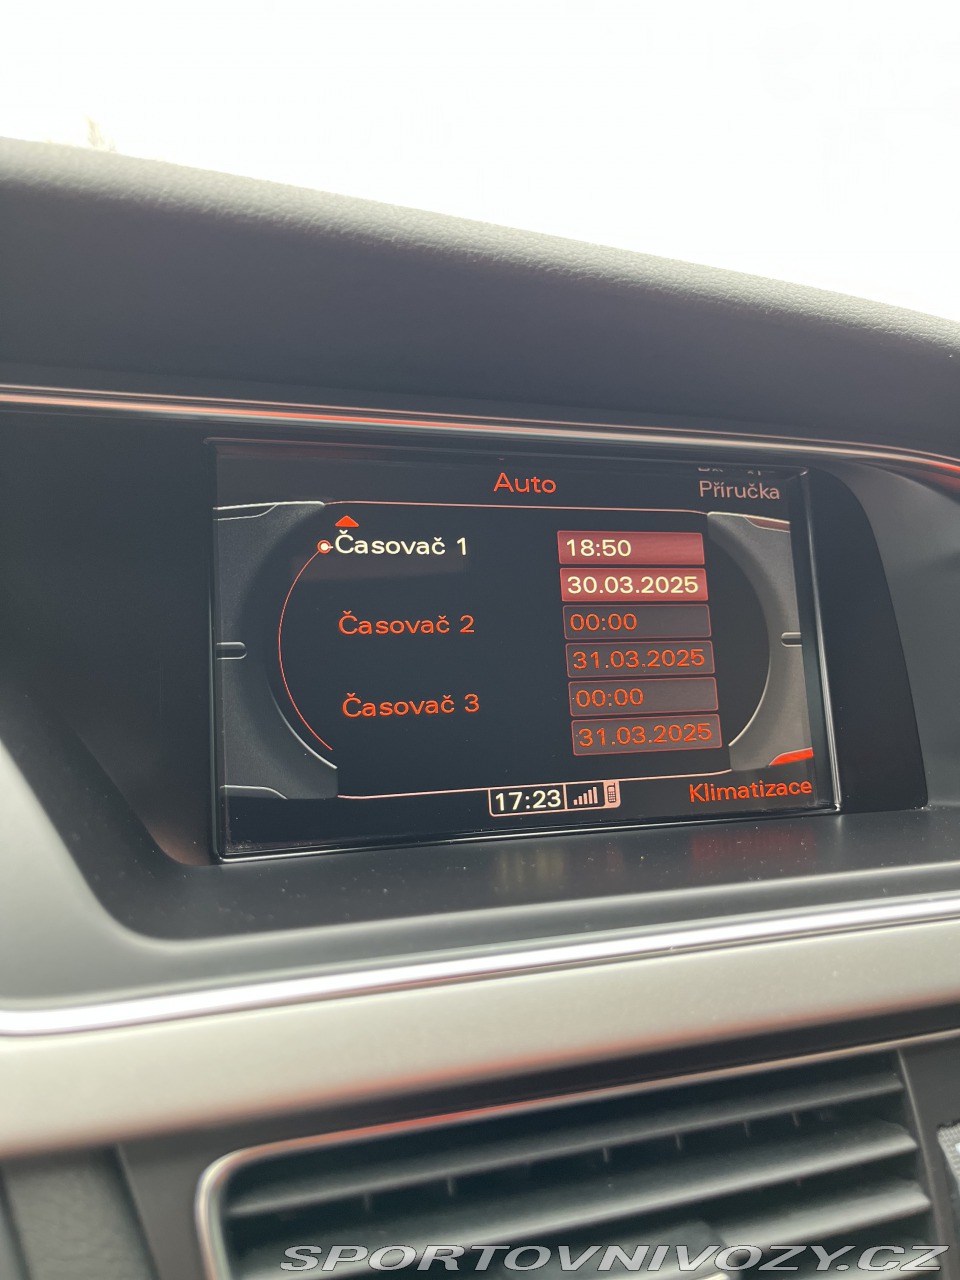 Auto
Příručka
Časovač 1
18:50
30.03.2025
Časovač 2
00:00
31.03.2025
Časovač 3
00:00
31.03.2025
17:23
Klimatizace
SPORTOVNIVOZY.CZ